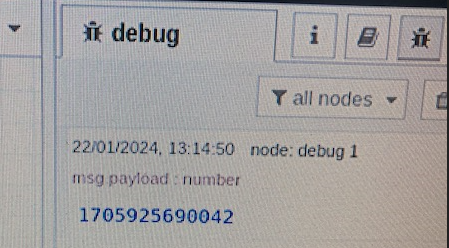 debug
i
all nodes
22/01/2024, 13:14:50 node: debug 1
msg.payload : number
1705925690042